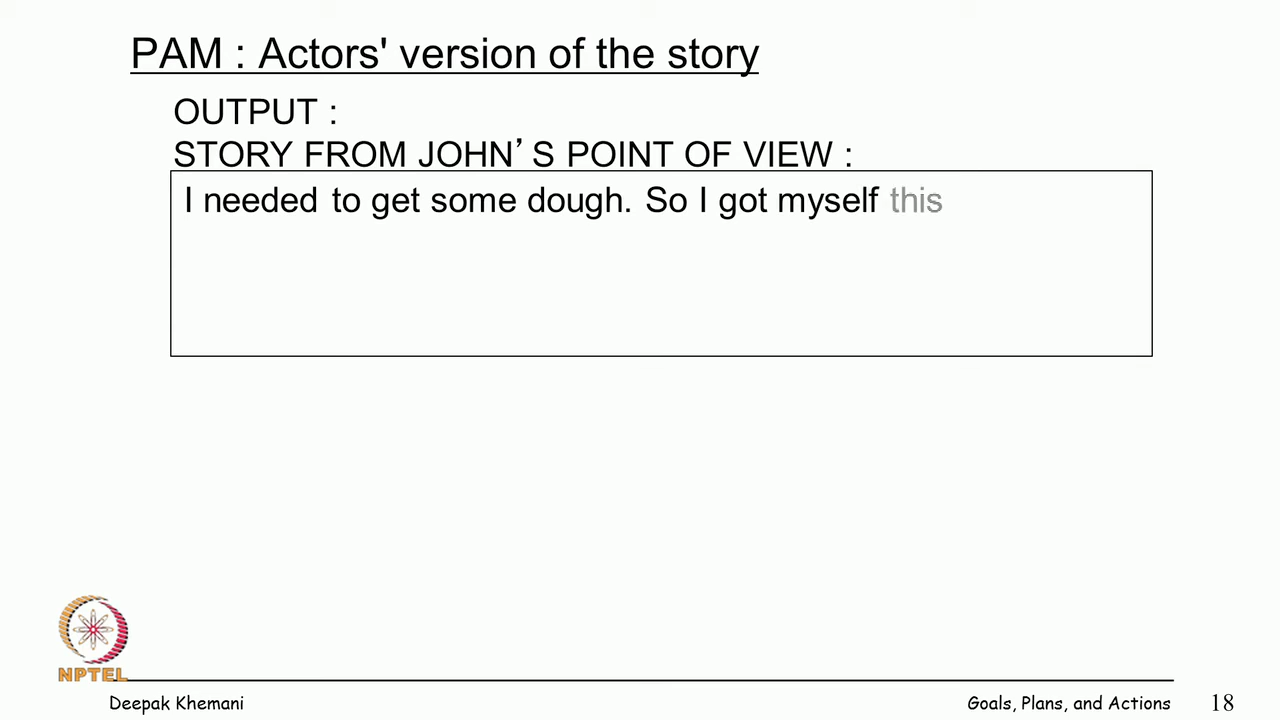 PAM : Actors' version of the story
OUTPUT :
STORY FROM JOHN’S POINT OF VIEW :
I needed to get some dough. So I got myself this
NPTEL
Deepak Khemani
Goals, Plans, and Actions 18